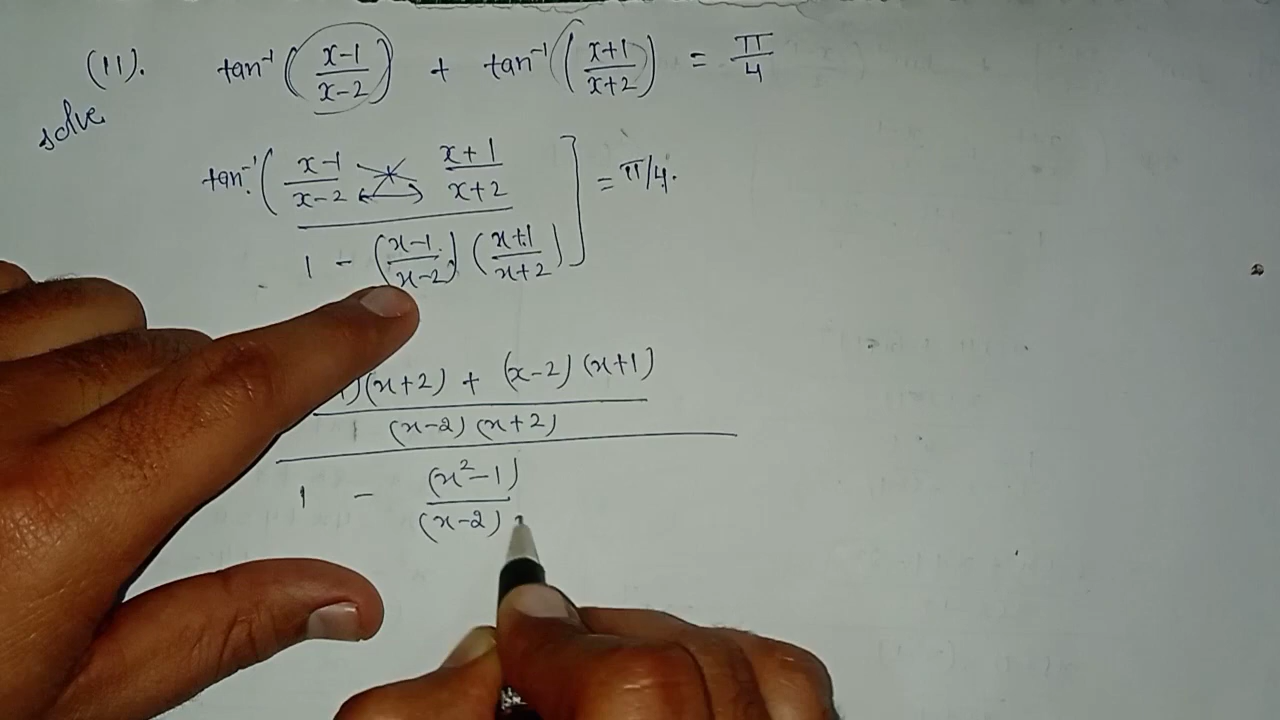 (11). tan⁻¹ ( (x-1)/(x-2) ) + tan⁻¹ ( (x+1)/(x+2) ) = π/4
solve
tan⁻¹ ( x-1 / x-2   x+1 / x+2
1 - ( x-1 / x-2 ) ( x+1 / x+2 ) ] = π/4.
)(x+2) + (x-2) (x+1)
(x-2) (x+2)
1 - (x²-1)
(x-2)